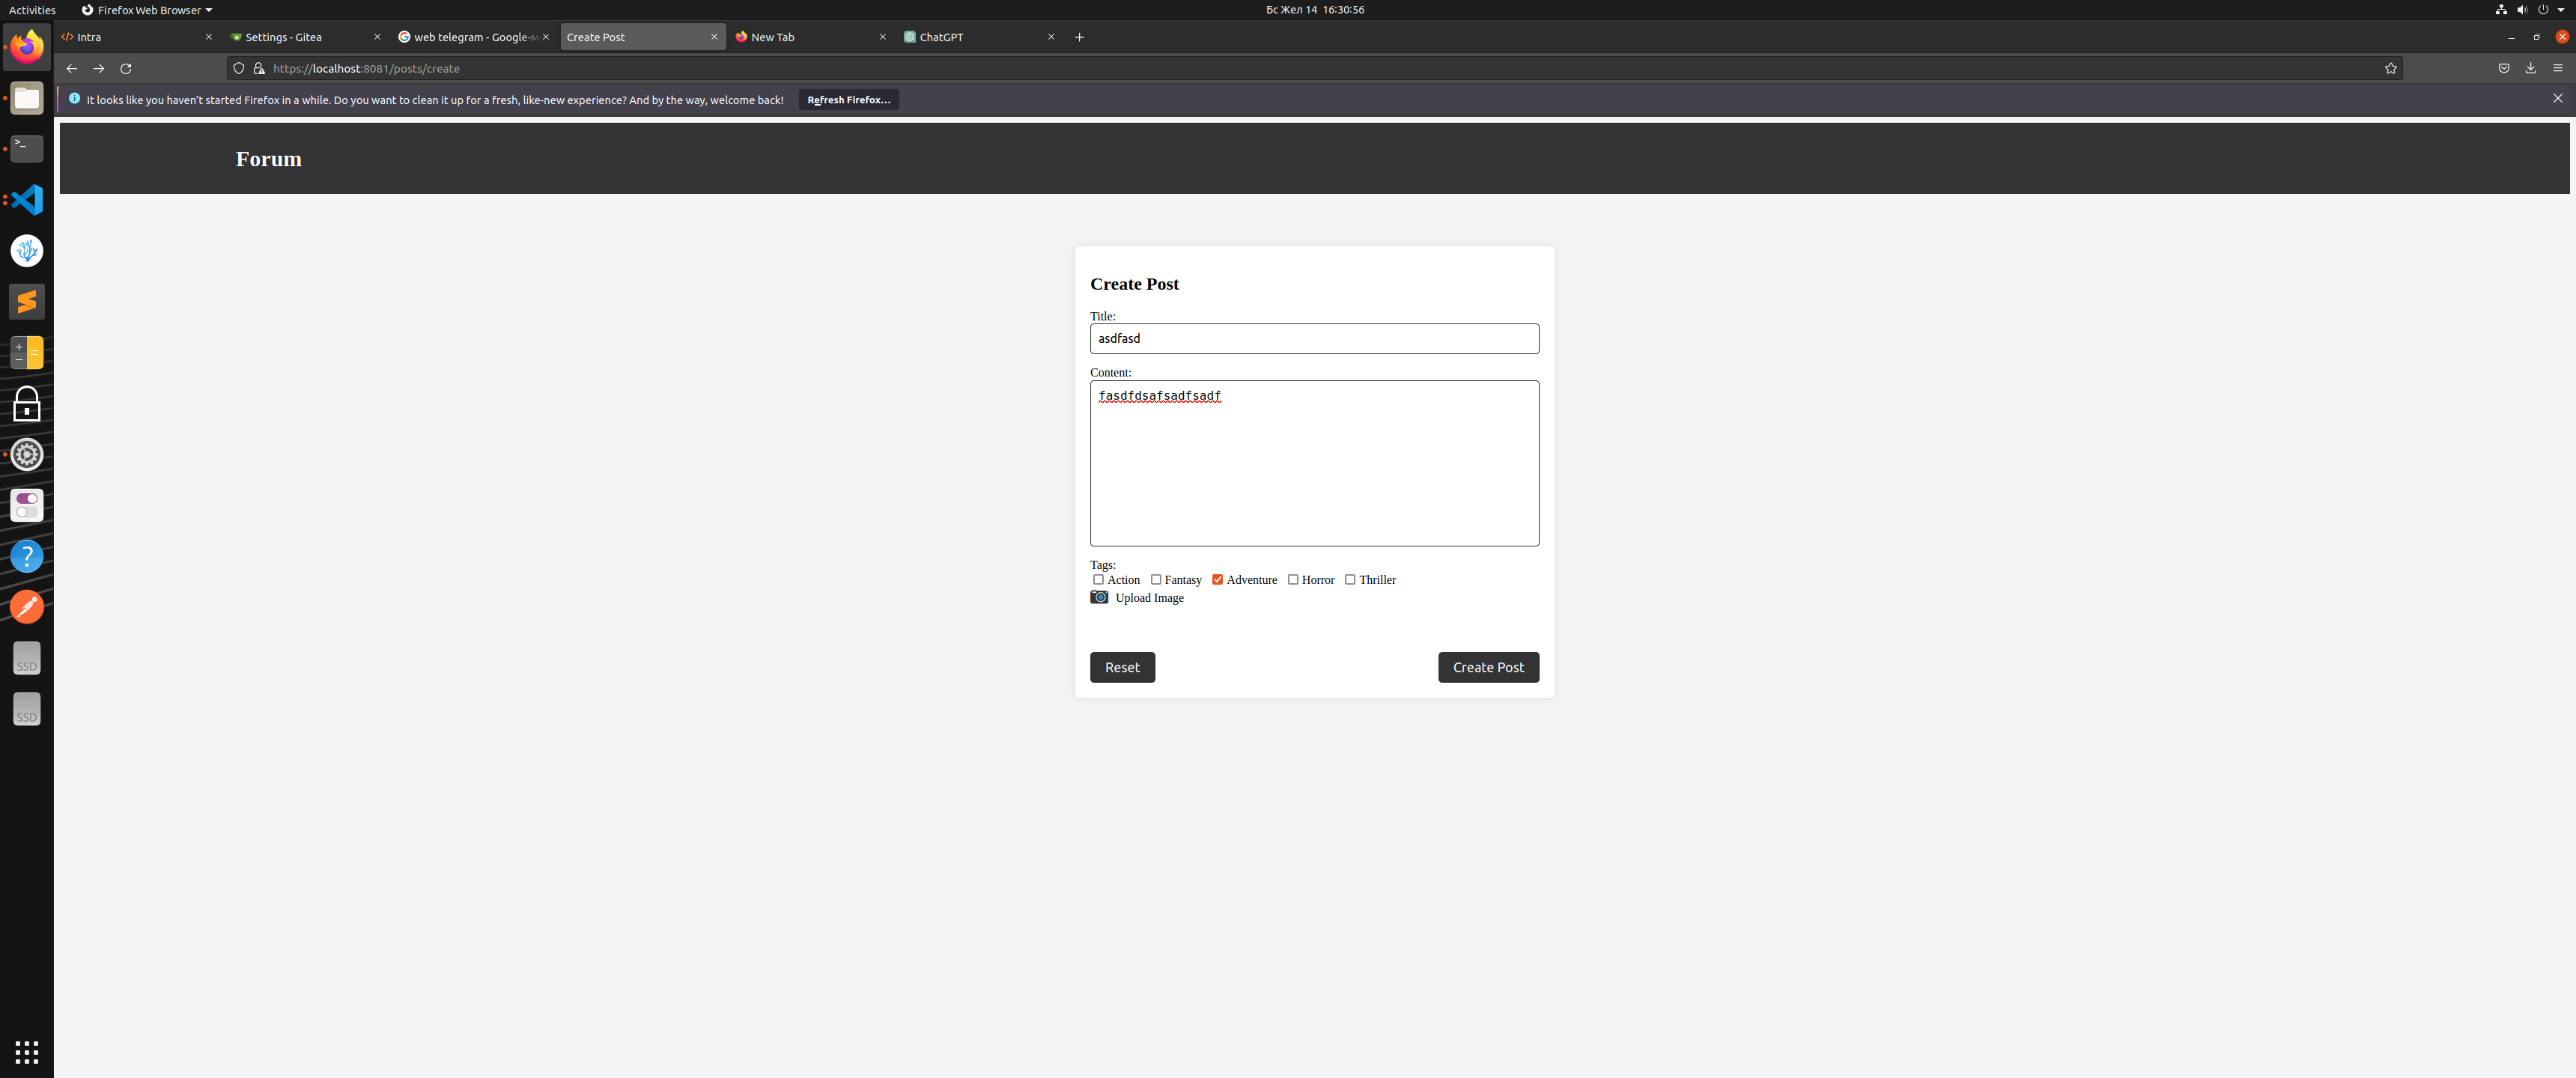 Activities Firefox Web Browser Бс Жел 14 16:30:56
Intra Settings - Gitea web telegram - Google- Create Post New Tab ChatGPT
https://localhost:8081/posts/create
It looks like you haven't started Firefox in a while. Do you want to clean it up for a fresh, like-new experience? And by the way, welcome back! Refresh Firefox...
Forum
Create Post
Title:
asdfasd
Content:
fasdfdsafsadfsadf
Tags:
Action Fantasy Adventure Horror Thriller
Upload Image
Reset Create Post
SSD
SSD